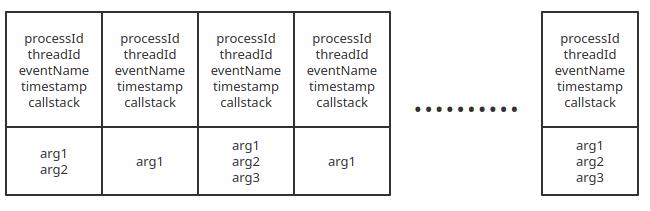 processId
threadId
eventName
timestamp
callstack
arg1
arg2
processId
threadId
eventName
timestamp
callstack
arg1
processId
threadId
eventName
timestamp
callstack
arg1
arg2
arg3
processId
threadId
eventName
timestamp
callstack
arg1
processId
threadId
eventName
timestamp
callstack
arg1
arg2
arg3